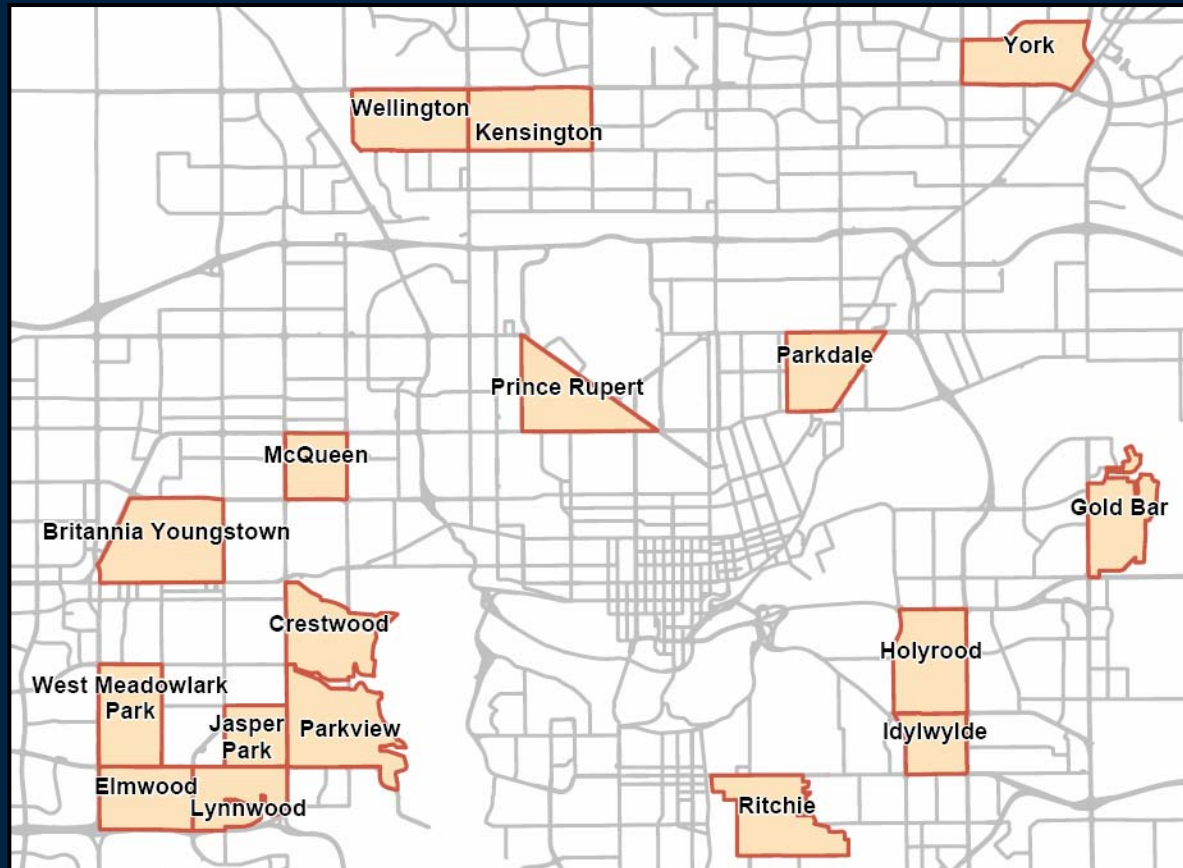 York
Wellington
Kensington
Parkdale
Prince Rupert
McQueen
Gold Bar
Britannia Youngstown
Crestwood
Holyrood
West Meadowlark
Park
Jasper
Park
Parkview
Idylwylde
Elmwood
Lynnwood
Ritchie